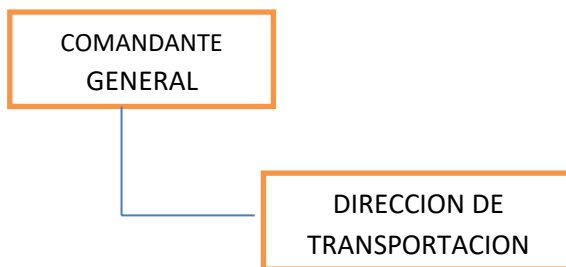 COMANDANTE
GENERAL
DIRECCION DE
TRANSPORTACION